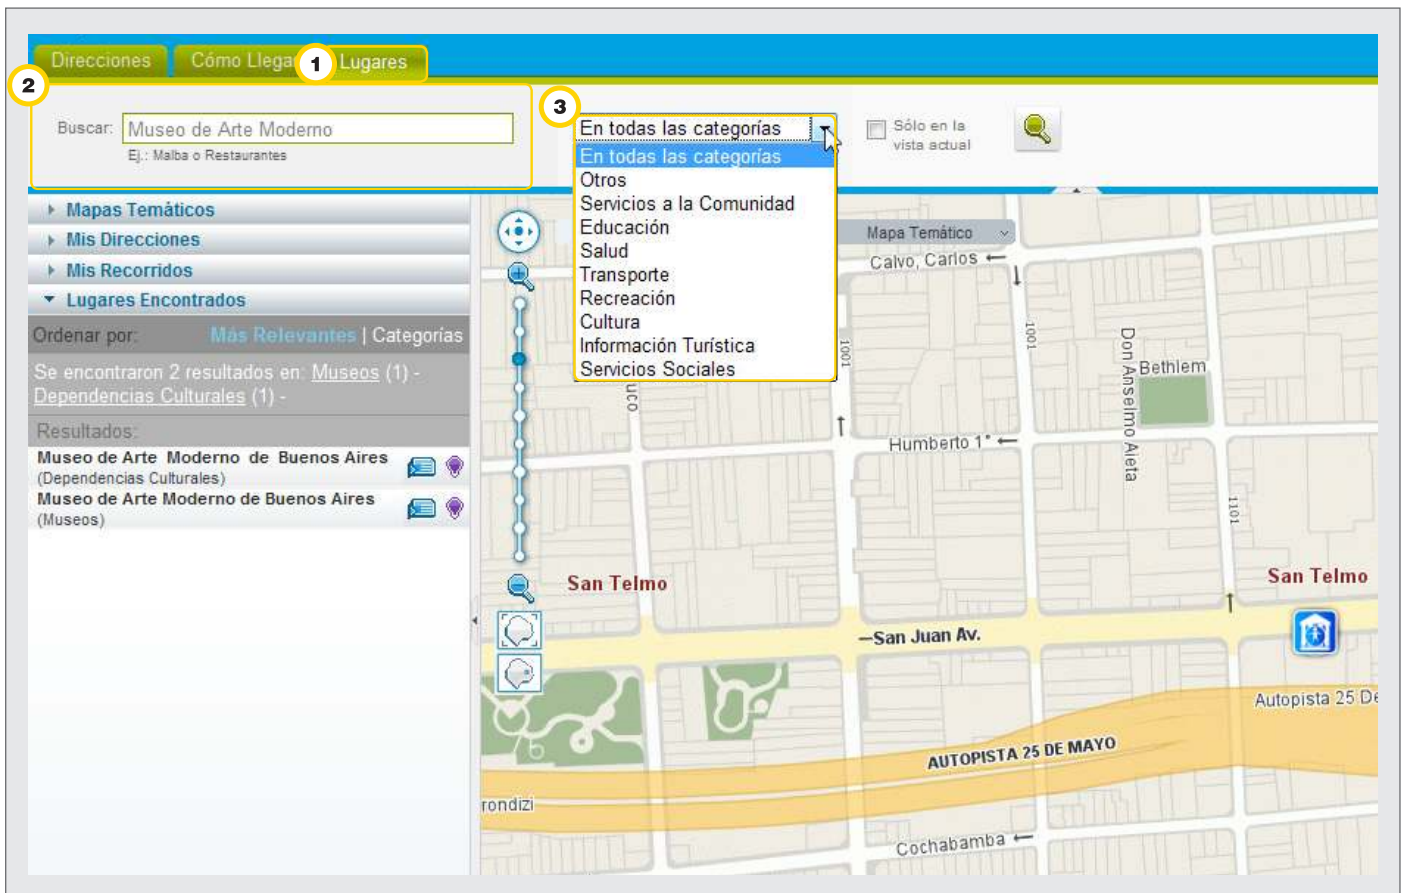 Direcciones
Cómo Llega
1
Lugares
2
Buscar:
Museo de Arte Moderno
Ej.: Malba o Restaurantes
3
En todas las categorías
En todas las categorías
Otros
Servicios a la Comunidad
Educación
Salud
Transporte
Recreación
Cultura
Información Turística
Servicios Sociales
Sólo en la
vista actual
Mapas Temáticos
Mis Direcciones
Mis Recorridos
Lugares Encontrados
Ordenar por:
Más Relevantes | Categorías
Se encontraron 2 resultados en: Museos (1) -
Dependencias Culturales (1) -
Resultados:
Museo de Arte Moderno de Buenos Aires
(Dependencias Culturales)
Museo de Arte Moderno de Buenos Aires
(Museos)
Mapa Temático
Calvo, Carlos
1001
1001
Don Anselmo Aieta
Bethlem
uco
Humberto 1°
1101
San Telmo
San Telmo
San Juan Av.
Autopista 25 De
AUTOPISTA 25 DE MAYO
rondizi
Cochabamba